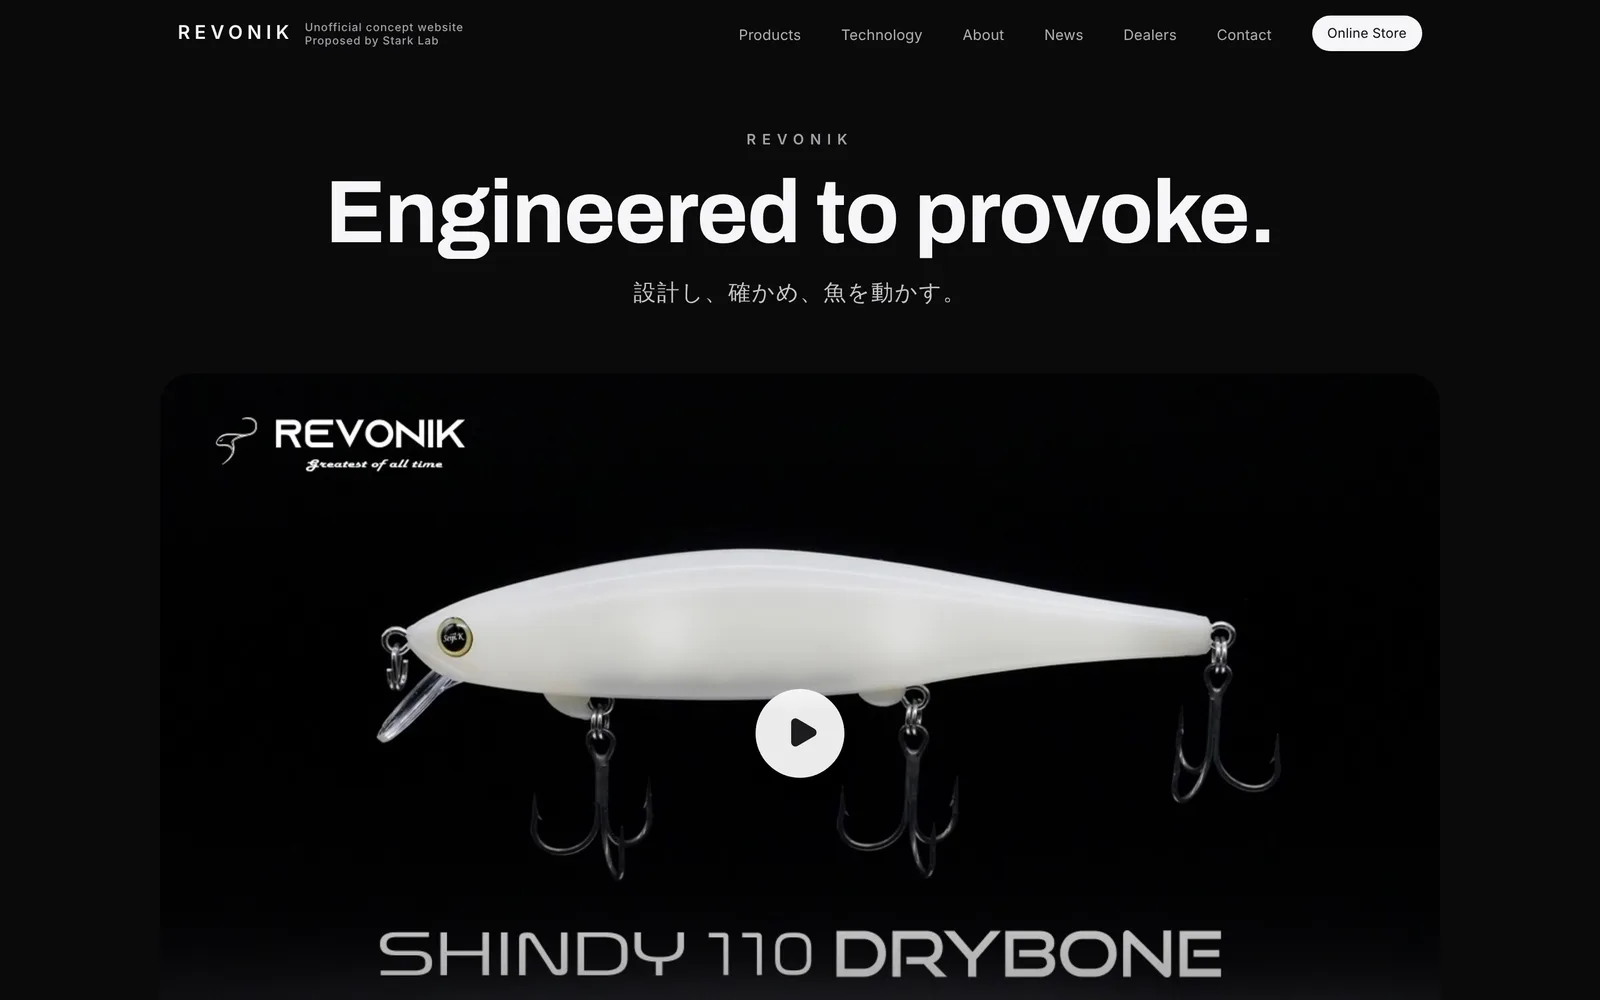 REVONIK
Unofficial concept website
Proposed by Stark Lab
Products
Technology
About
News
Dealers
Contact
Online Store
REVONIK
Engineered to provoke.
設計し、確かめ、魚を動かす。
REVONIK
Greatest of all time
Seiji K
SHINDY 110 DRYBONE